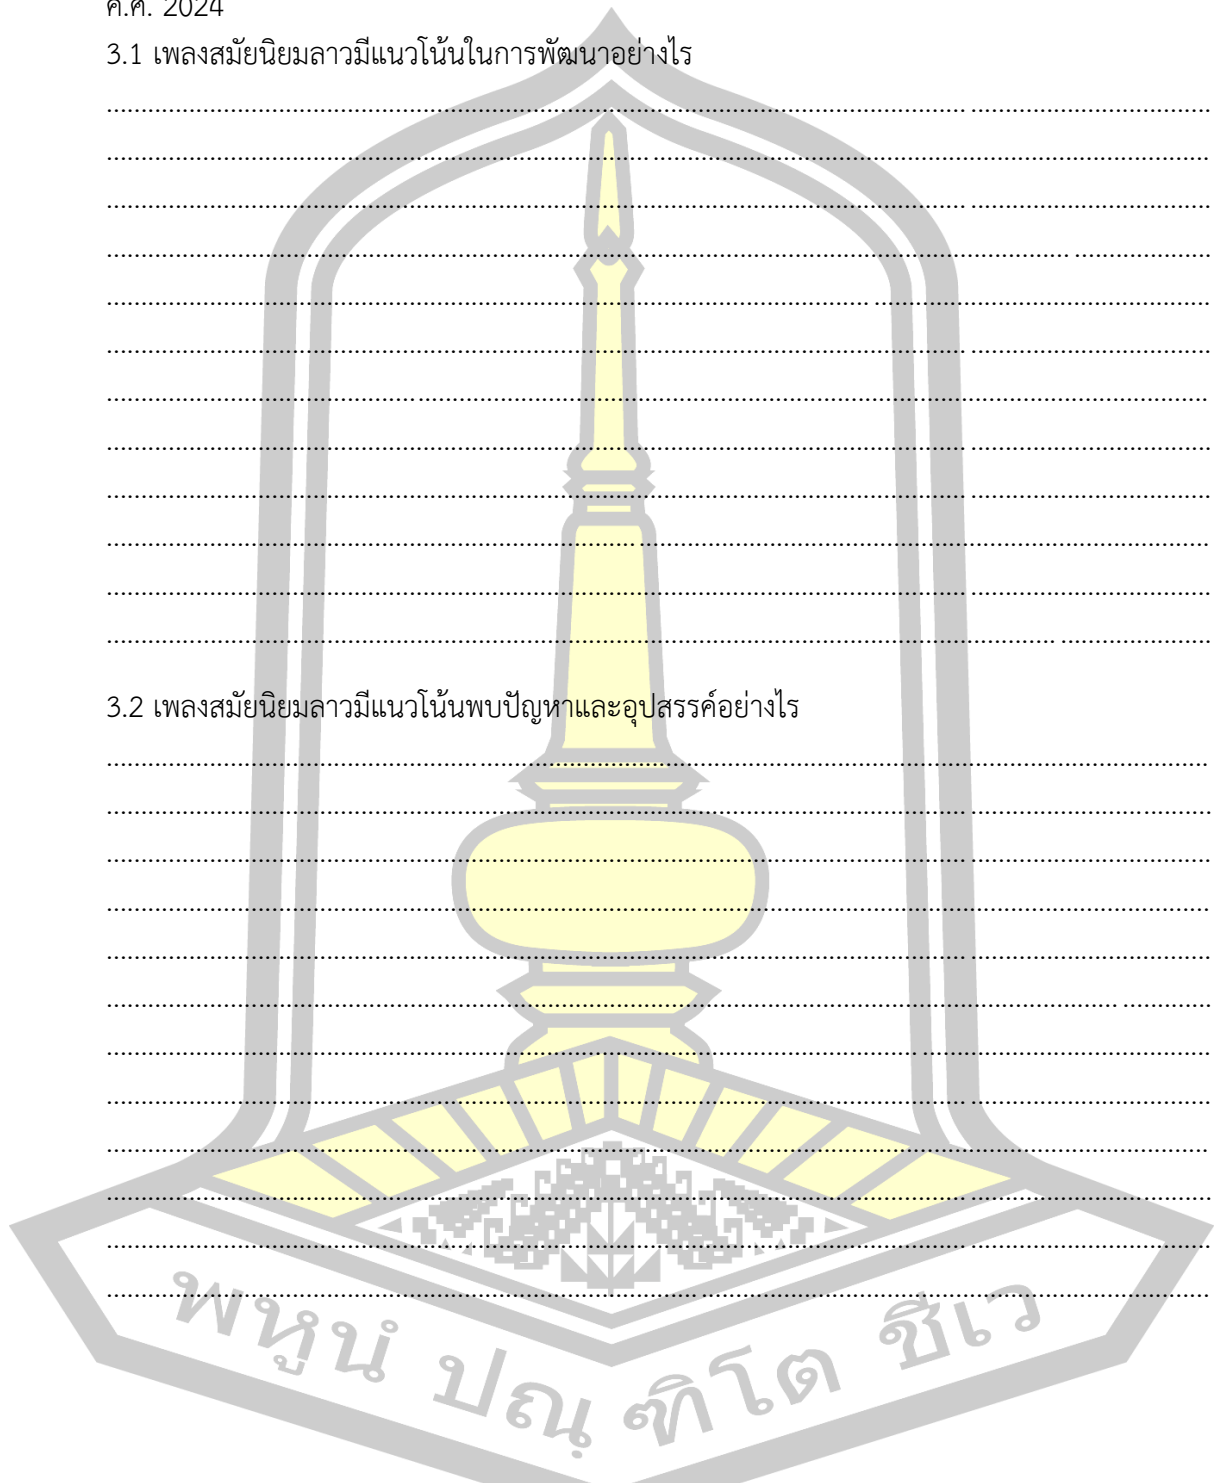 ค.ศ. 2024
3.1 เพลงสมัยนิยมลาวมีแนวโน้นในการพัฒนาอย่างไร
3.2 เพลงสมัยนิยมลาวมีแนวโน้นพบปัญหาและอุปสรรค์อย่างไร
พหูนํ ปณฺฑิโต ชีเว